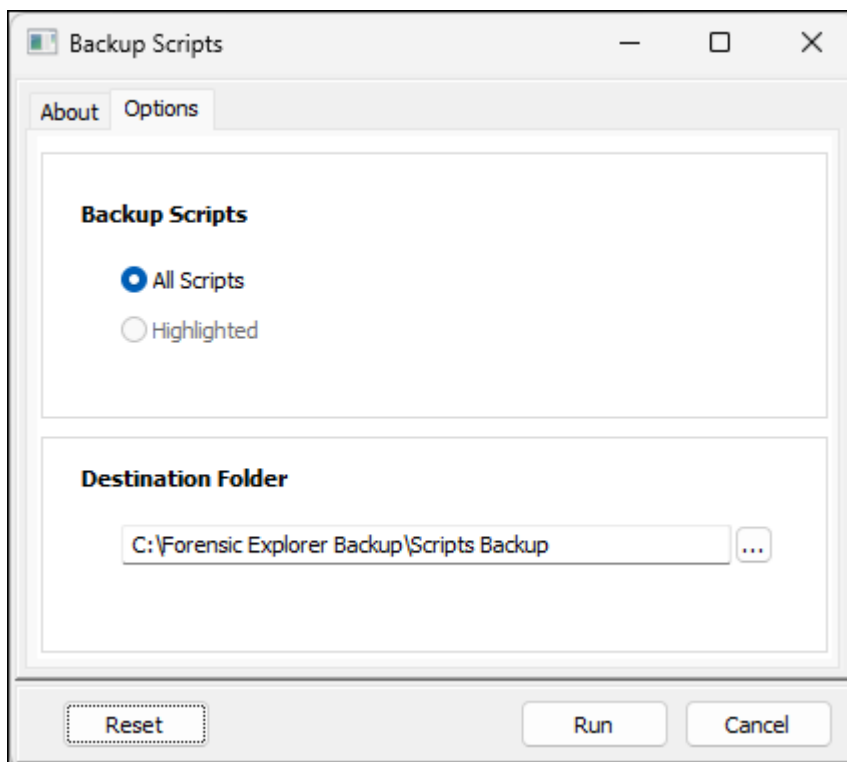 Backup Scripts
About Options
Backup Scripts
All Scripts
Highlighted
Destination Folder
C:\Forensic Explorer Backup\Scripts Backup ...
Reset Run Cancel